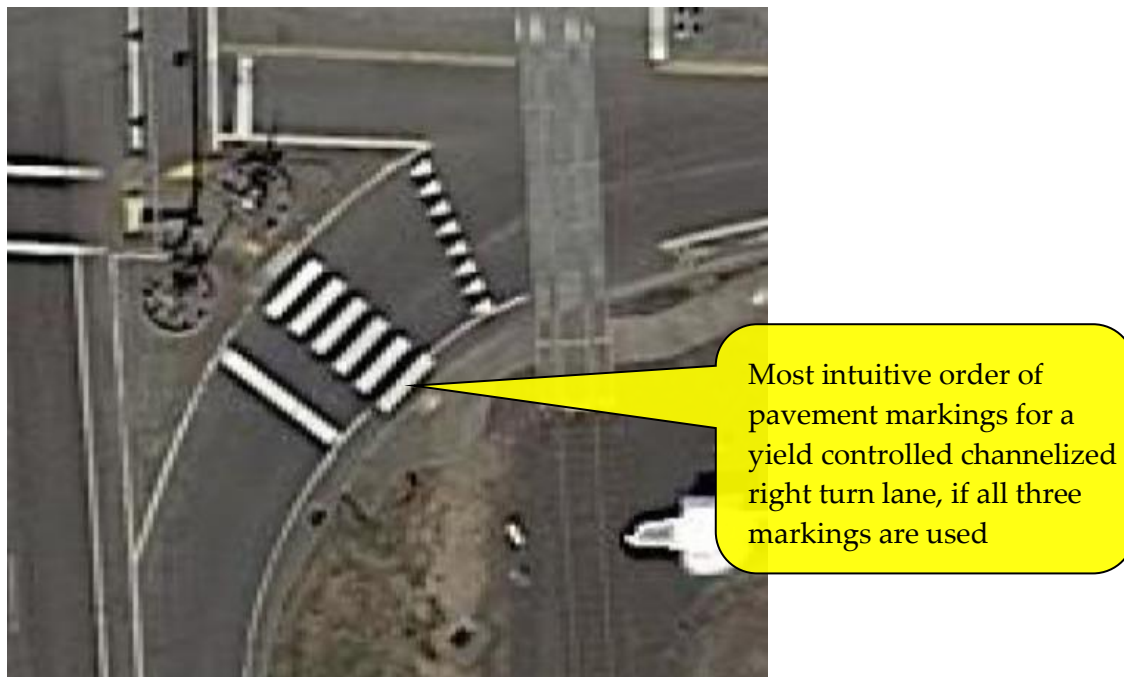 Most intuitive order of
pavement markings for a
yield controlled channelized
right turn lane, if all three
markings are used